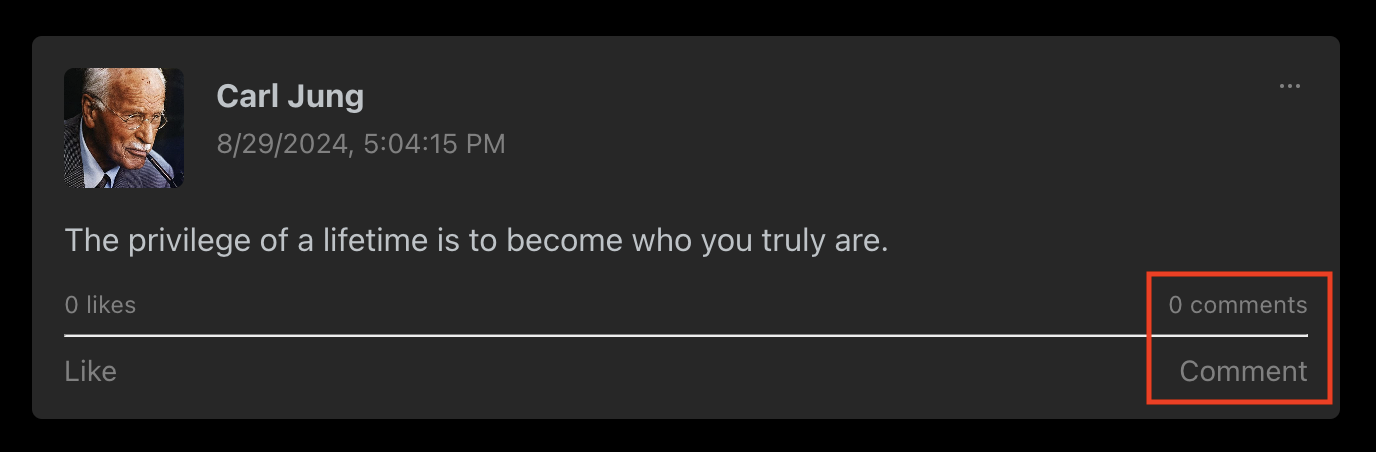 Carl Jung
8/29/2024, 5:04:15 PM
The privilege of a lifetime is to become who you truly are.
0 likes
0 comments
Like
Comment